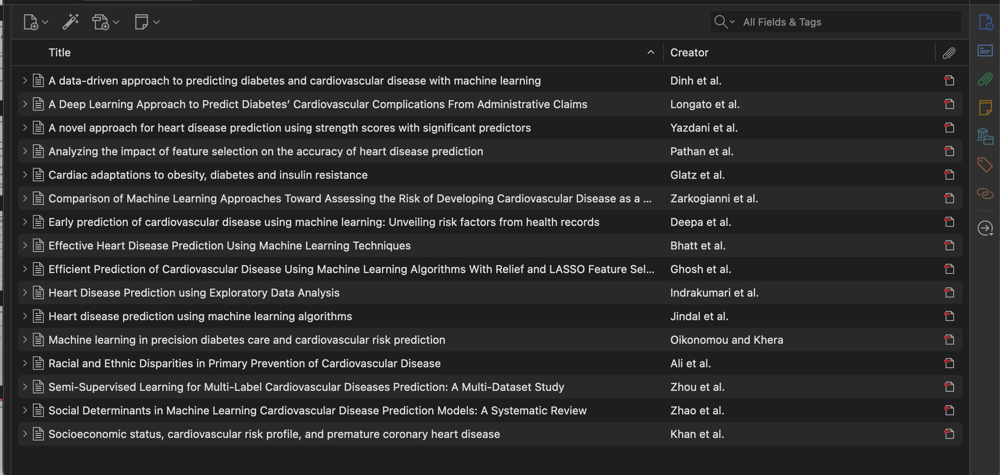 All Fields & Tags
Title Creator
A data-driven approach to predicting diabetes and cardiovascular disease with machine learning Dinh et al.
A Deep Learning Approach to Predict Diabetes’ Cardiovascular Complications From Administrative Claims Longato et al.
A novel approach for heart disease prediction using strength scores with significant predictors Yazdani et al.
Analyzing the impact of feature selection on the accuracy of heart disease prediction Pathan et al.
Cardiac adaptations to obesity, diabetes and insulin resistance Glatz et al.
Comparison of Machine Learning Approaches Toward Assessing the Risk of Developing Cardiovascular Disease as a ... Zarkogianni et al.
Early prediction of cardiovascular disease using machine learning: Unveiling risk factors from health records Deepa et al.
Effective Heart Disease Prediction Using Machine Learning Techniques Bhatt et al.
Efficient Prediction of Cardiovascular Disease Using Machine Learning Algorithms With Relief and LASSO Feature Sel... Ghosh et al.
Heart Disease Prediction using Exploratory Data Analysis Indrakumari et al.
Heart disease prediction using machine learning algorithms Jindal et al.
Machine learning in precision diabetes care and cardiovascular risk prediction Oikonomou and Khera
Racial and Ethnic Disparities in Primary Prevention of Cardiovascular Disease Ali et al.
Semi-Supervised Learning for Multi-Label Cardiovascular Diseases Prediction: A Multi-Dataset Study Zhou et al.
Social Determinants in Machine Learning Cardiovascular Disease Prediction Models: A Systematic Review Zhao et al.
Socioeconomic status, cardiovascular risk profile, and premature coronary heart disease Khan et al.